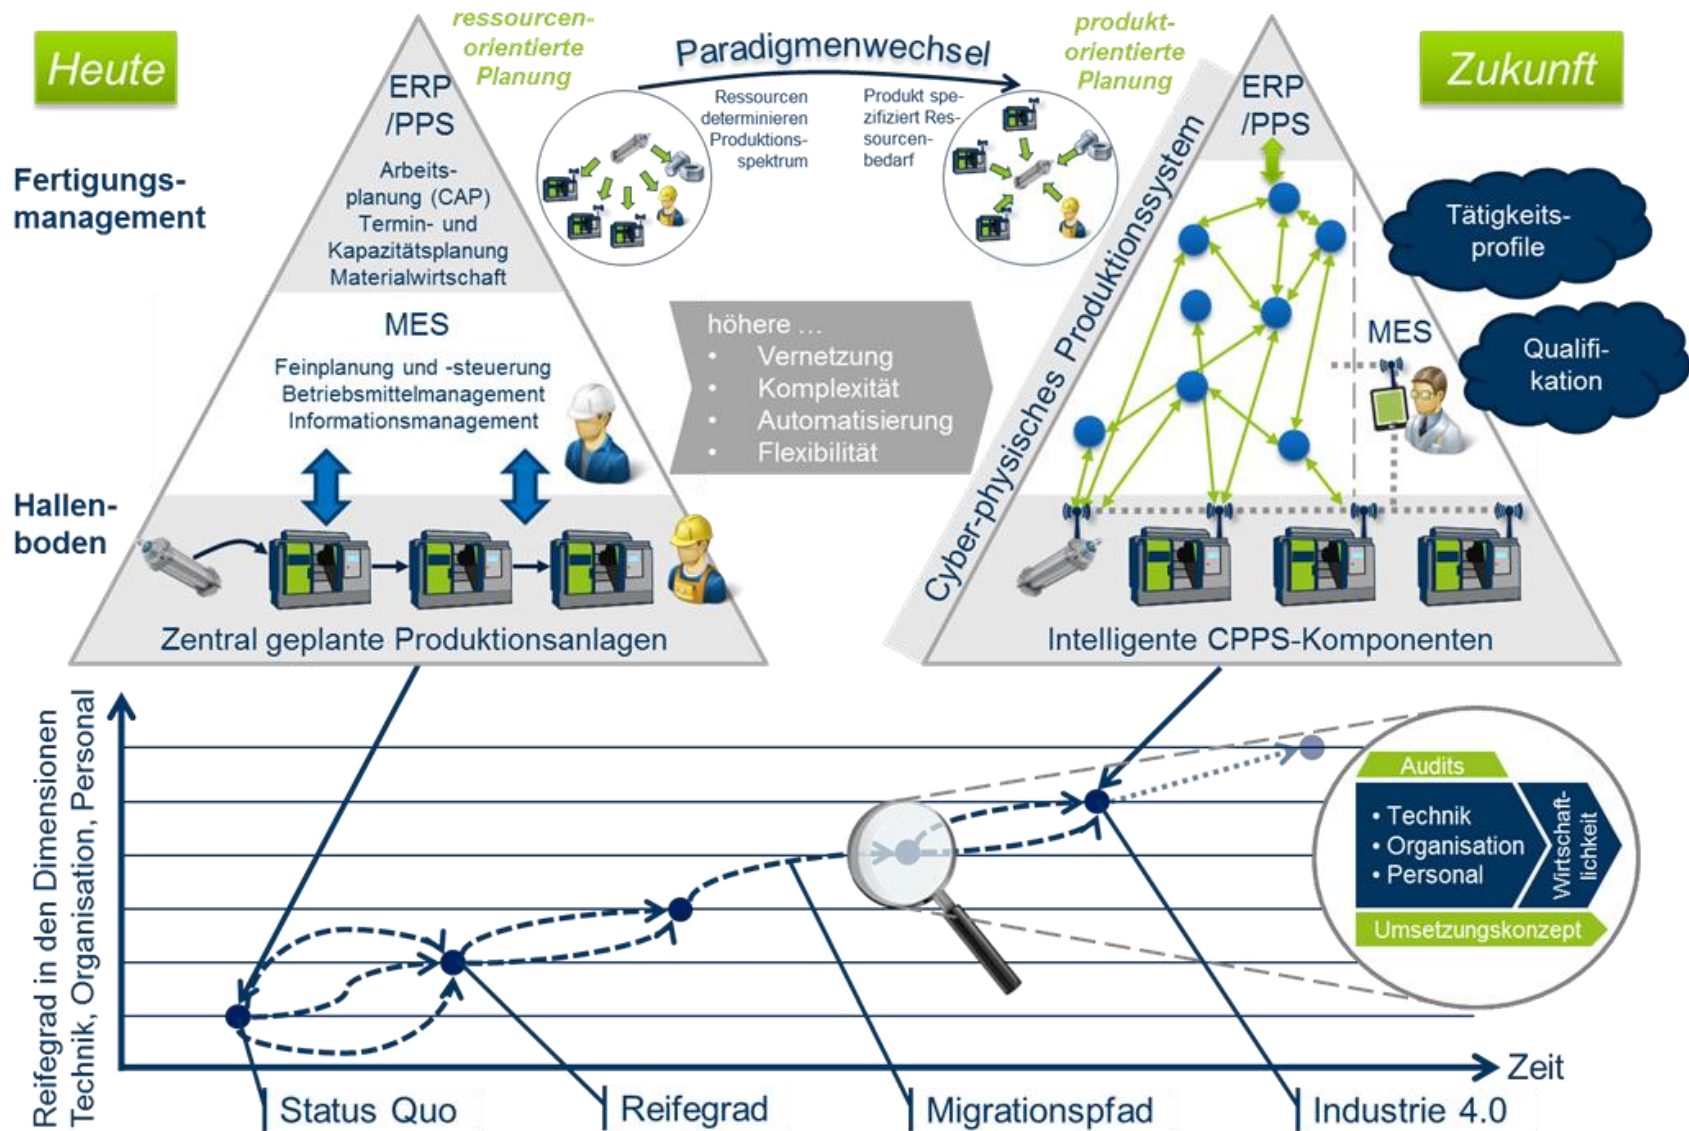 Heute
ressourcen-
orientierte
Planung
Paradigmenwechsel
produkt-
orientierte
Planung
Zukunft
Ressourcen
determinieren
Produktions-
spektrum
Produkt spe-
zifiziert Res-
sourcen-
bedarf
Fertigungs-
management
ERP
/PPS
Arbeits-
planung (CAP)
Termin- und
Kapazitätsplanung
Materialwirtschaft
MES
Feinplanung und -steuerung
Betriebsmittelmanagement
Informationsmanagement
Hallen-
boden
Zentral geplante Produktionsanlagen
höhere ...
• Vernetzung
• Komplexität
• Automatisierung
• Flexibilität
Cyber-physisches Produktionssystem
ERP
/PPS
MES
Tätigkeits-
profile
Qualifi-
kation
Intelligente CPPS-Komponenten
Reifegrad in den Dimensionen
Technik, Organisation, Personal
Audits
• Technik
• Organisation
• Personal
Wirtschaft-
lichkeit
Umsetzungskonzept
Zeit
Status Quo
Reifegrad
Migrationspfad
Industrie 4.0